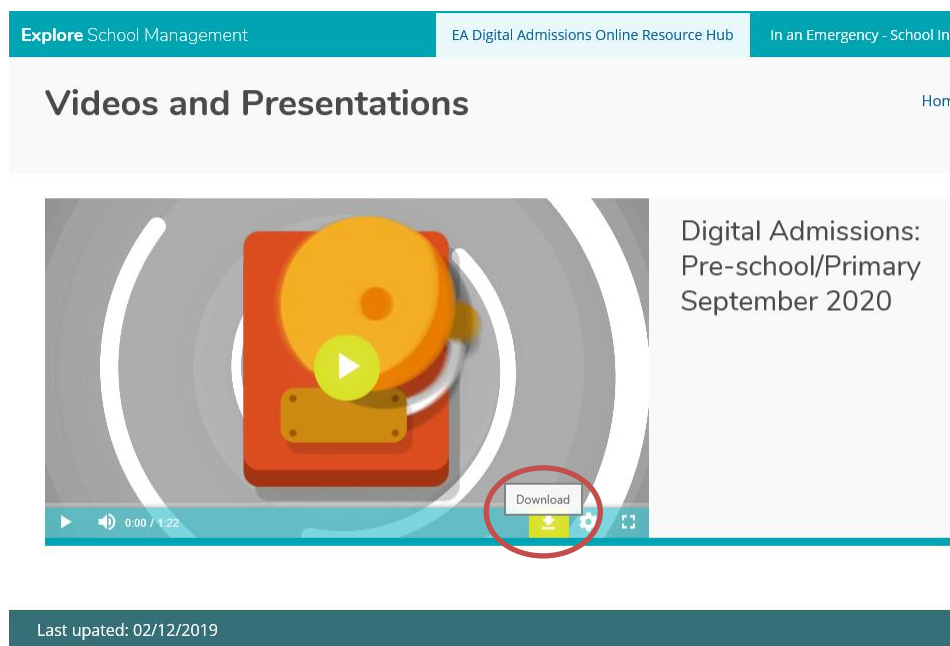 Explore School Management
EA Digital Admissions Online Resource Hub
In an Emergency - School In
Videos and Presentations
Hom
Digital Admissions:
Pre-school/Primary
September 2020
Download
0:00 / 1:22
Last upated: 02/12/2019